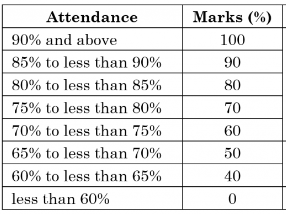 Attendance Marks (%)
90% and above 100
85% to less than 90% 90
80% to less than 85% 80
75% to less than 80% 70
70% to less than 75% 60
65% to less than 70% 50
60% to less than 65% 40
less than 60% 0